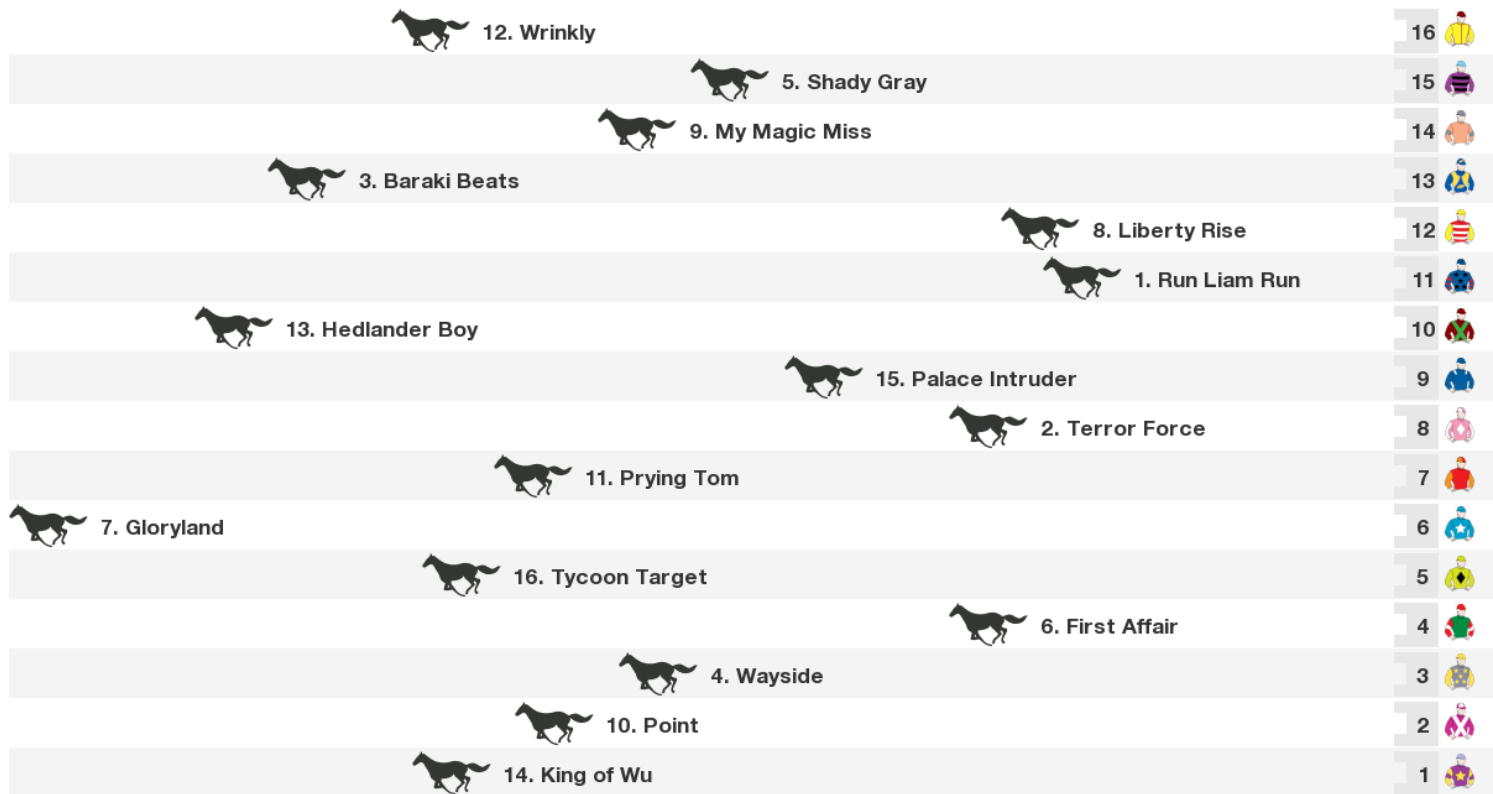 12. Wrinkly 16
5. Shady Gray 15
9. My Magic Miss 14
3. Baraki Beats 13
8. Liberty Rise 12
1. Run Liam Run 11
13. Hedlander Boy 10
15. Palace Intruder 9
2. Terror Force 8
11. Prying Tom 7
7. Gloryland 6
16. Tycoon Target 5
6. First Affair 4
4. Wayside 3
10. Point 2
14. King of Wu 1